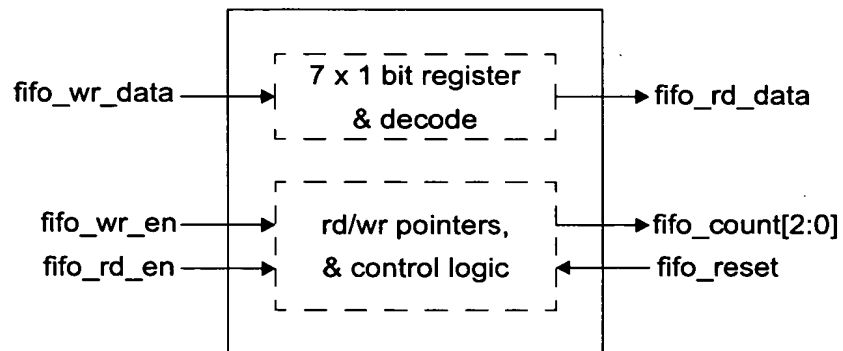 7 x 1 bit register
& decode
fifo_wr_data
fifo_rd_data
fifo_wr_en
fifo_rd_en
rd/wr pointers,
& control logic
fifo_count[2:0]
fifo_reset